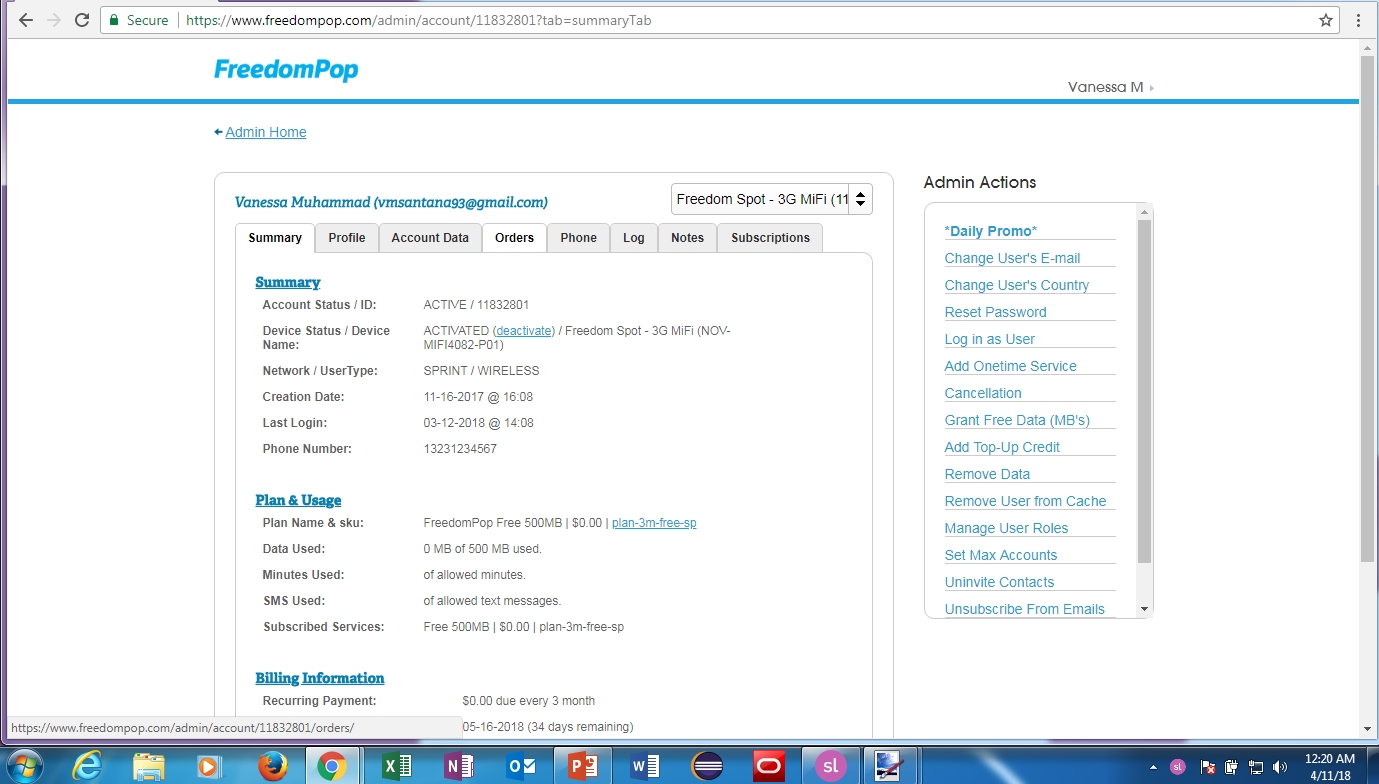 Secure https://www.freedompop.com/admin/account/11832801?tab=summaryTab
FreedomPop
Vanessa M
Admin Home
Vanessa Muhammad (vmsantana93@gmail.com)
Freedom Spot - 3G MiFi (11
Summary Profile Account Data Orders Phone Log Notes Subscriptions
Summary
Account Status / ID: ACTIVE / 11832801
Device Status / Device ACTIVATED (deactivate) / Freedom Spot - 3G MiFi (NOV-
Name: MIFI4082-P01)
Network / UserType: SPRINT / WIRELESS
Creation Date: 11-16-2017 @ 16:08
Last Login: 03-12-2018 @ 14:08
Phone Number: 13231234567
Plan & Usage
Plan Name & sku: FreedomPop Free 500MB | $0.00 | plan-3m-free-sp
Data Used: 0 MB of 500 MB used.
Minutes Used: of allowed minutes.
SMS Used: of allowed text messages.
Subscribed Services: Free 500MB | $0.00 | plan-3m-free-sp
Billing Information
Recurring Payment: $0.00 due every 3 month
05-16-2018 (34 days remaining)
Admin Actions
*Daily Promo*
Change User's E-mail
Change User's Country
Reset Password
Log in as User
Add Onetime Service
Cancellation
Grant Free Data (MB's)
Add Top-Up Credit
Remove Data
Remove User from Cache
Manage User Roles
Set Max Accounts
Uninvite Contacts
Unsubscribe From Emails
https://www.freedompop.com/admin/account/11832801/orders/
sl
sl
12:20 AM
4/11/18